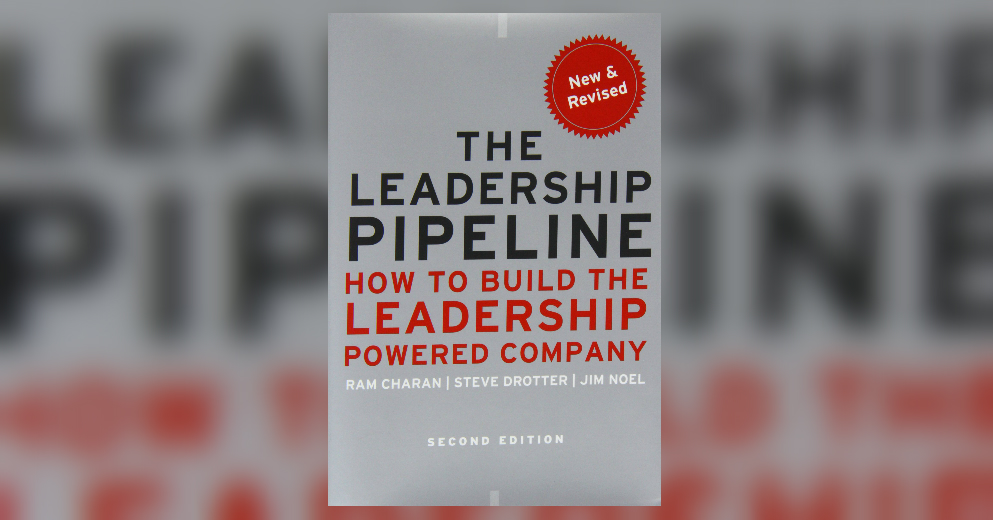 New &
Revised
THE
LEADERSHIP
PIPELINE
HOW TO BUILD THE
LEADERSHIP
POWERED COMPANY
RAM CHARAN | STEVE DROTTER | JIM NOEL
SECOND EDITION